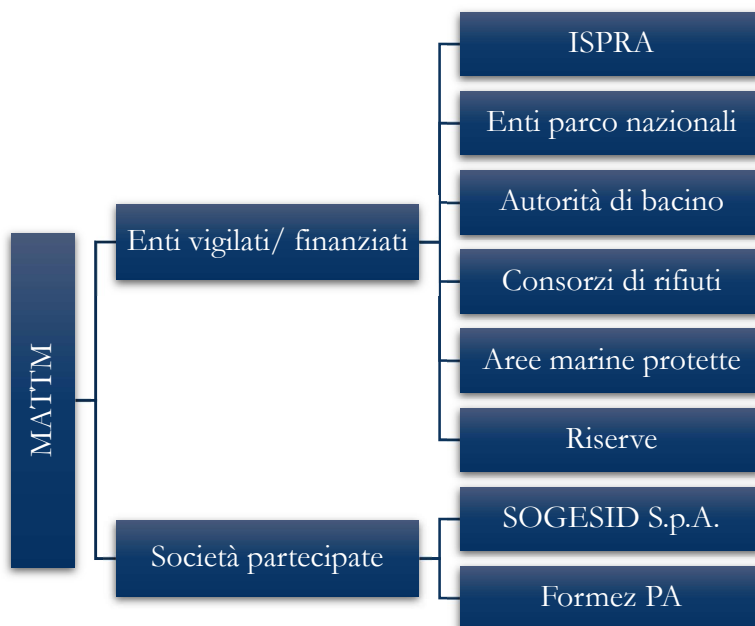 MATTM
Enti vigilati/ finanziati
ISPRA
Enti parco nazionali
Autorità di bacino
Consorzi di rifiuti
Aree marine protette
Riserve
Società partecipate
SOGESID S.p.A.
Formez PA